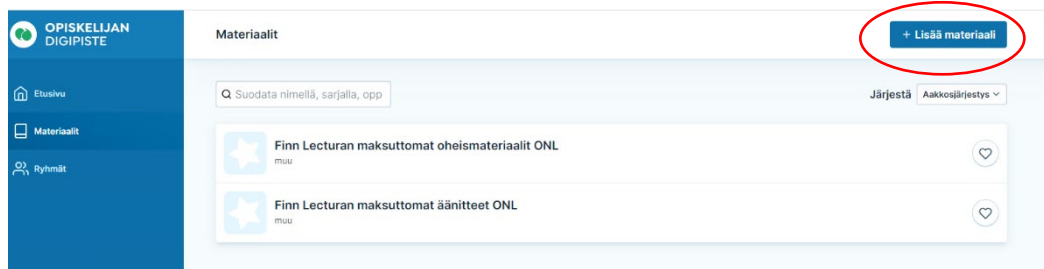 OPISKELIJAN
DIGIPISTE
Materiaalit
+ Lisää materiaali
Etusivu
Materiaalit
Ryhmät
Suodata nimellä, sarjalla, opp
Järjestä Aakkosjärjestys
Finn Lecturan maksuttomat oheismateriaalit ONL
muu
Finn Lecturan maksuttomat äänitteet ONL
muu